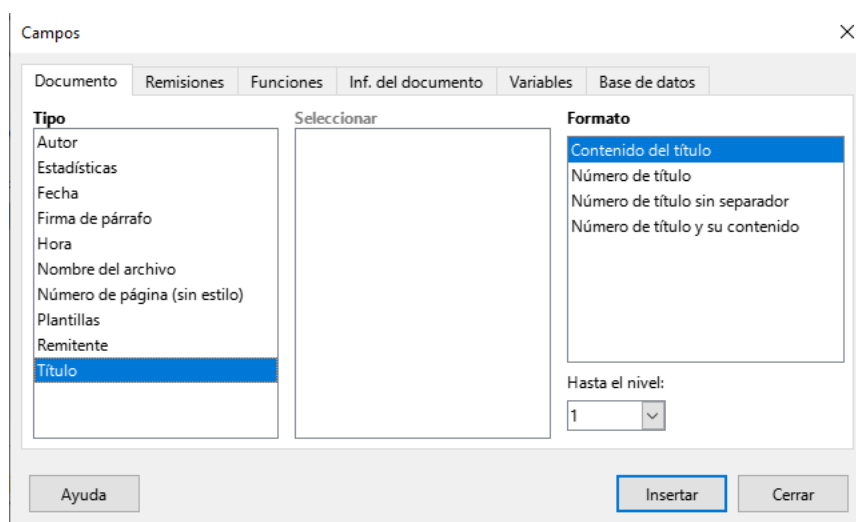 Campos
Documento
Remisiones
Funciones
Inf. del documento
Variables
Base de datos
Tipo
Autor
Estadísticas
Fecha
Firma de párrafo
Hora
Nombre del archivo
Número de página (sin estilo)
Plantillas
Remitente
Título
Seleccionar
Formato
Contenido del título
Número de título
Número de título sin separador
Número de título y su contenido
Hasta el nivel:
1
Ayuda
Insertar
Cerrar